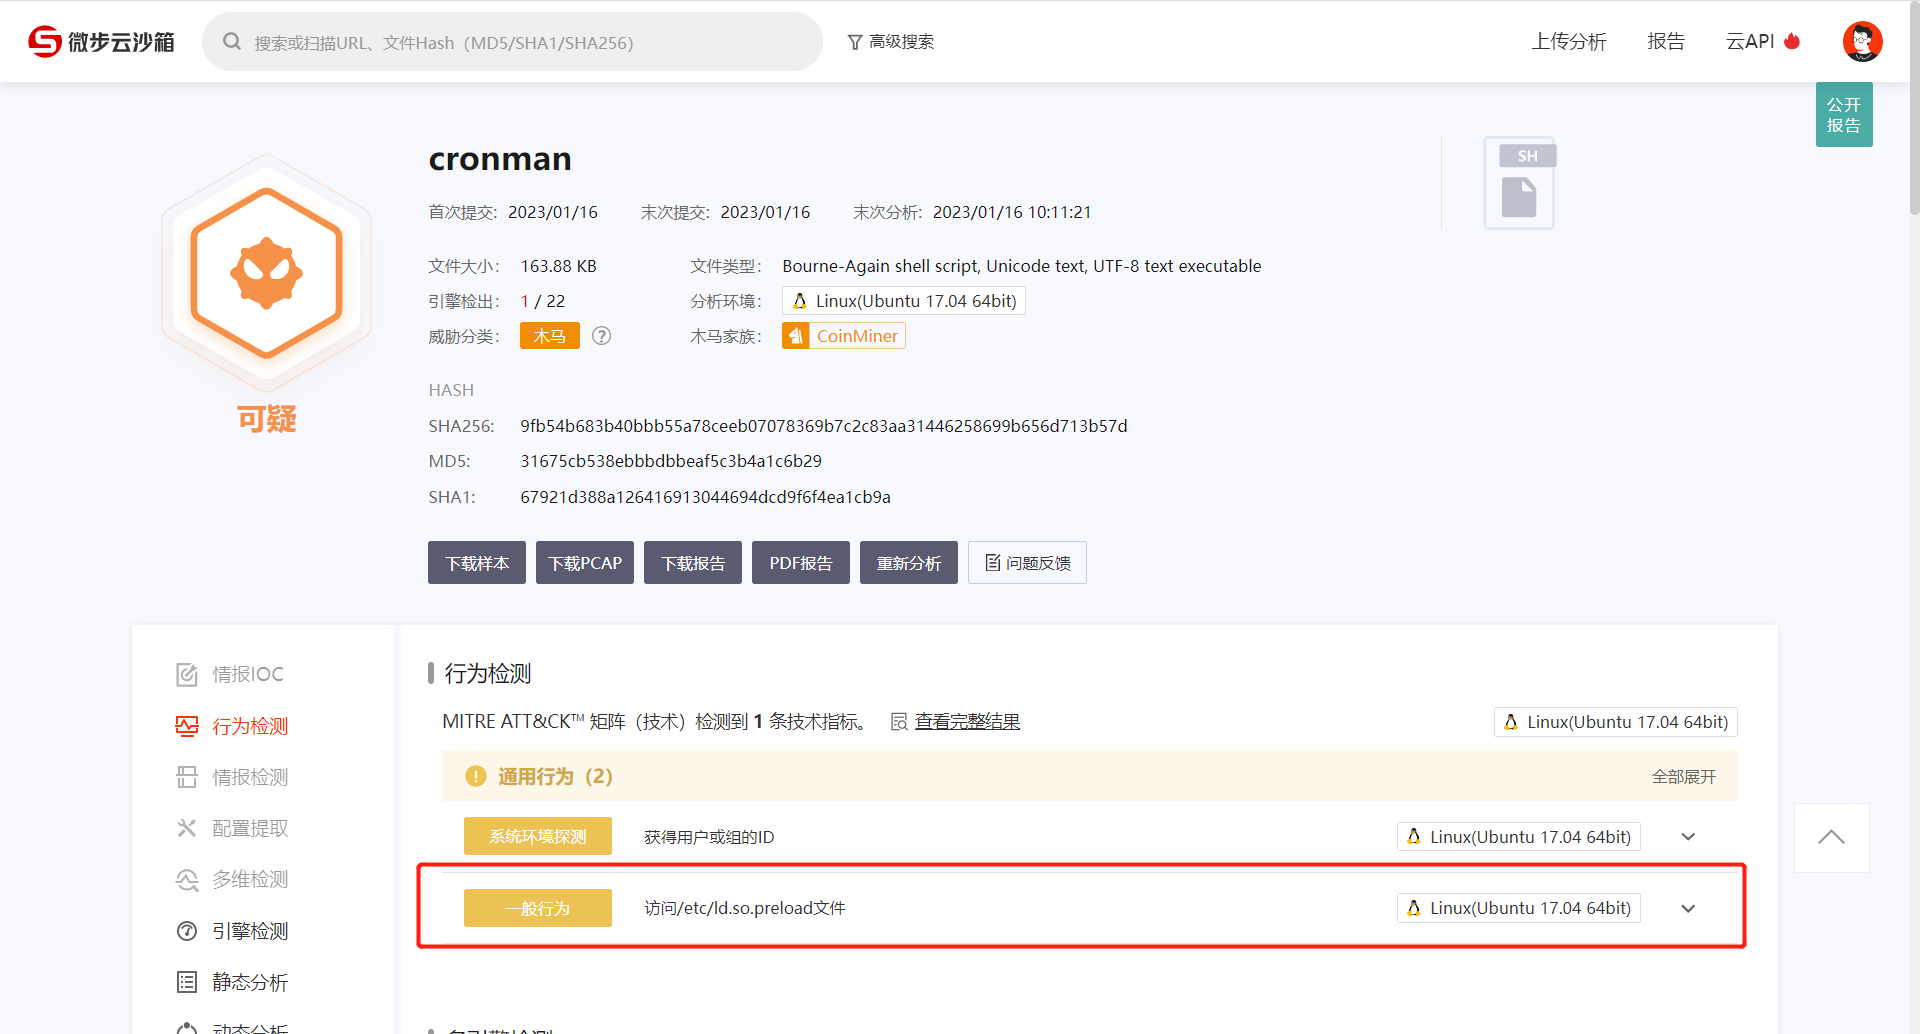 微步云沙箱
搜索或扫描URL、文件Hash（MD5/SHA1/SHA256）
高级搜索
上传分析
报告
云API
公开
报告
cronman
SH
首次提交: 2023/01/16 末次提交: 2023/01/16 末次分析: 2023/01/16 10:11:21
文件大小: 163.88 KB 文件类型: Bourne-Again shell script, Unicode text, UTF-8 text executable
引擎检出: 1 / 22 分析环境: Linux(Ubuntu 17.04 64bit)
威胁分类: 木马 ? 木马家族: CoinMiner
可疑
HASH
SHA256: 9fb54b683b40bbb55a78ceeb07078369b7c2c83aa31446258699b656d713b57d
MD5: 31675cb538ebbbdbbeaf5c3b4a1c6b29
SHA1: 67921d388a126416913044694dcd9f6f4ea1cb9a
下载样本 下载PCAP 下载报告 PDF报告 重新分析 问题反馈
情报IOC
行为检测
情报检测
配置提取
多维检测
引擎检测
静态分析
动态分析
行为检测
MITRE ATT&CK™ 矩阵（技术）检测到 1 条技术指标。 查看完整结果 Linux(Ubuntu 17.04 64bit)
通用行为（2） 全部展开
系统环境探测 获得用户或组的ID Linux(Ubuntu 17.04 64bit)
一般行为 访问/etc/ld.so.preload文件 Linux(Ubuntu 17.04 64bit)